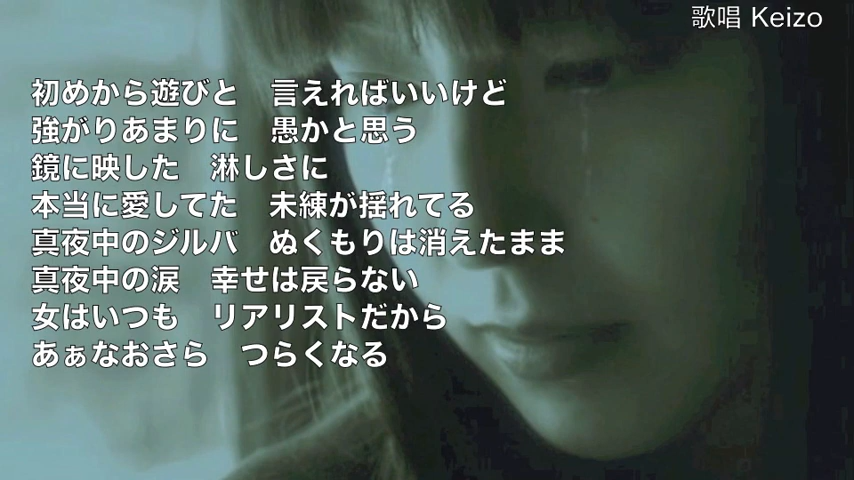 歌唱 Keizo
初めから遊びと　言えればいいけど
強がりあまりに　愚かと思う
鏡に映した　淋しさに
本当に愛してた　未練が揺れてる
真夜中のジルバ　ぬくもりは消えたまま
真夜中の涙　幸せは戻らない
女はいつも　リアリストだから
あぁなおさら　つらくなる